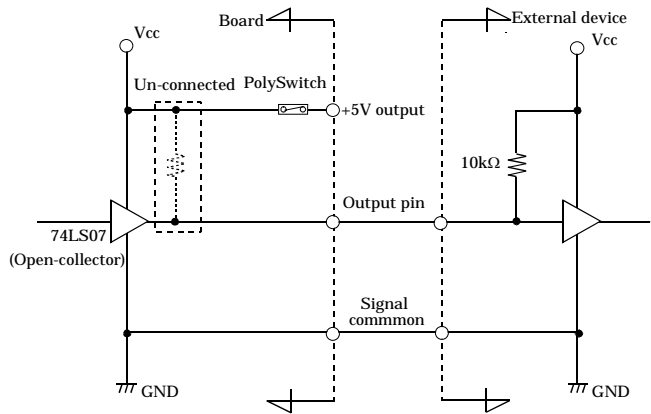 Board
External device
Vcc
Vcc
Un-connected
PolySwitch
+5V output
10kΩ
Output pin
74LS07
(Open-collector)
Signal
commmon
GND
GND